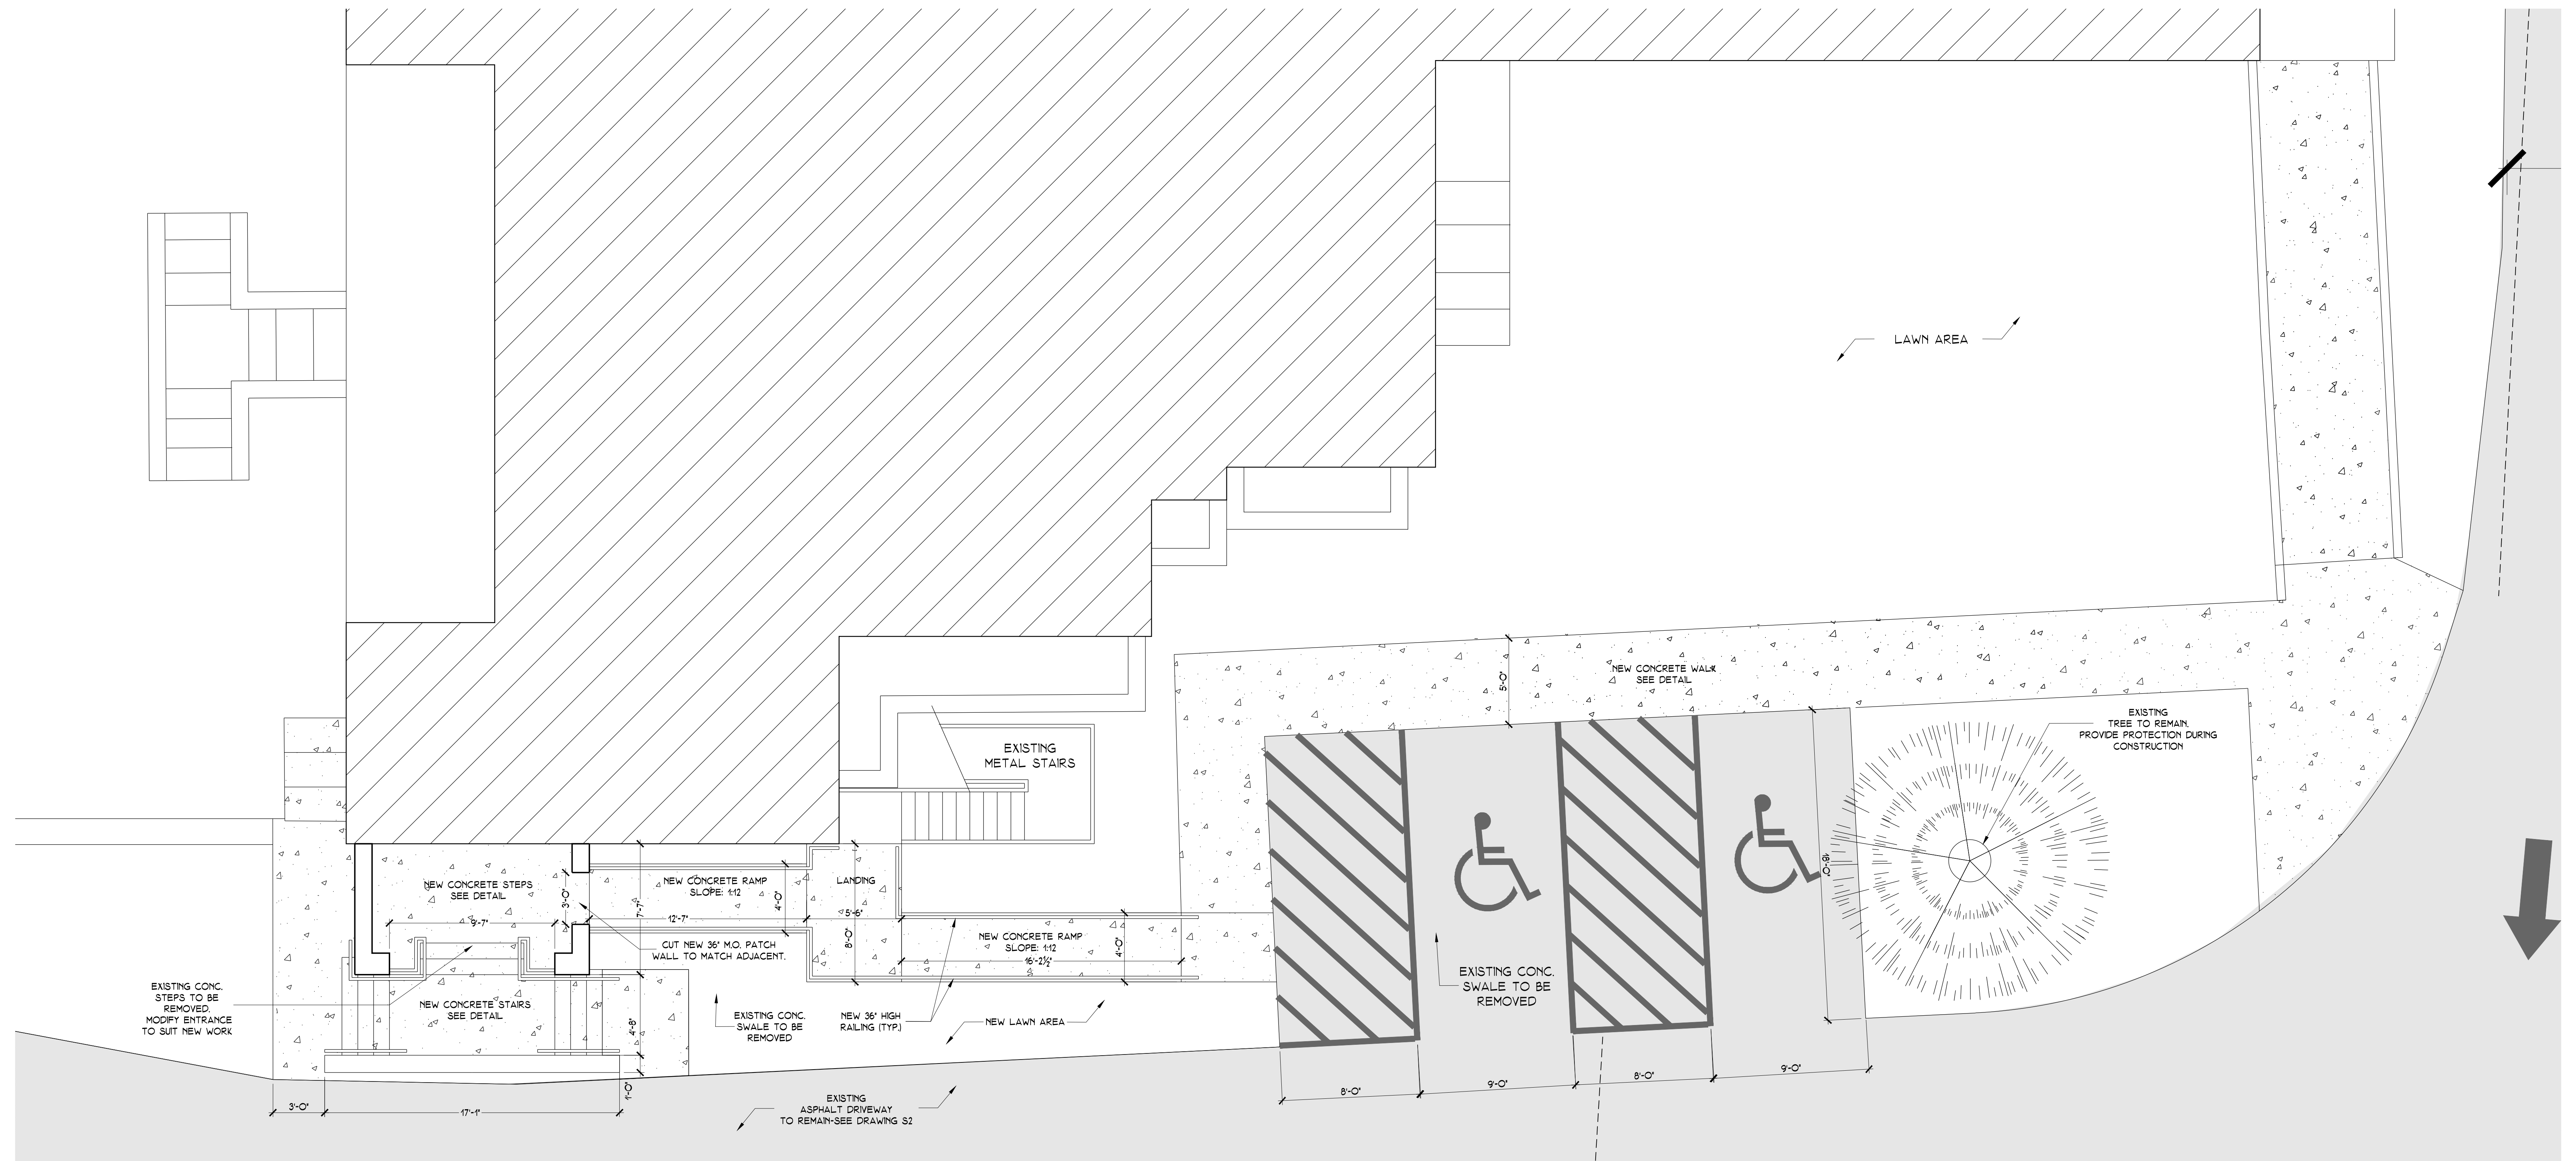 LAWN AREA
NEW CONCRETE WALK
SEE DETAIL
5'-0"
EXISTING
TREE TO REMAIN.
PROVIDE PROTECTION DURING
CONSTRUCTION
EXISTING
METAL STAIRS
18'-0"
NEW CONCRETE STEPS
SEE DETAIL
9'-7"
3'-0"
7'-7"
NEW CONCRETE RAMP
SLOPE: 1:12
12'-7"
4'-0"
LANDING
5'-6"
8'-0"
CUT NEW 36" M.O. PATCH
WALL TO MATCH ADJACENT.
NEW CONCRETE RAMP
SLOPE: 1:12
16'-2½"
4'-0"
EXISTING CONC.
STEPS TO BE
REMOVED.
MODIFY ENTRANCE
TO SUIT NEW WORK
NEW CONCRETE STAIRS
SEE DETAIL
4'-8"
1'-0"
EXISTING CONC.
SWALE TO BE
REMOVED
NEW 36" HIGH
RAILING (TYP.)
NEW LAWN AREA
EXISTING CONC.
SWALE TO BE
REMOVED
3'-0"
17'-1"
EXISTING
ASPHALT DRIVEWAY
TO REMAIN-SEE DRAWING S2
8'-0"
9'-0"
8'-0"
9'-0"